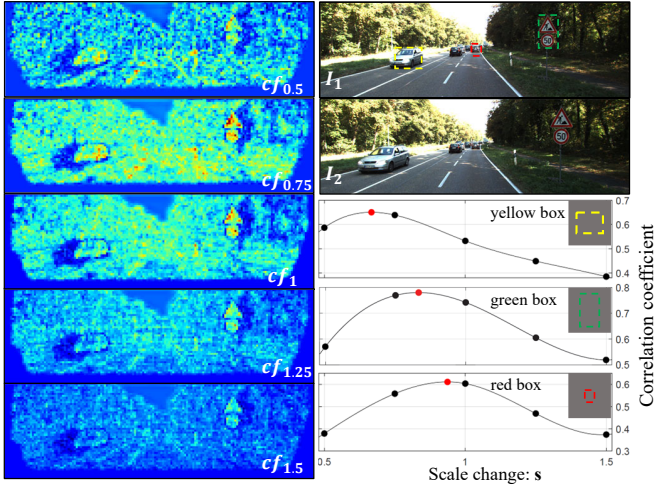 cf0.5
cf0.75
cf1
cf1.25
cf1.5
I1
50
I2
50
yellow box
0.7
0.6
0.5
0.4
green box
0.8
0.7
0.6
0.5
red box
0.6
0.5
0.4
0.3
0.5
1
1.5
Scale change: s
Correlation coefficient